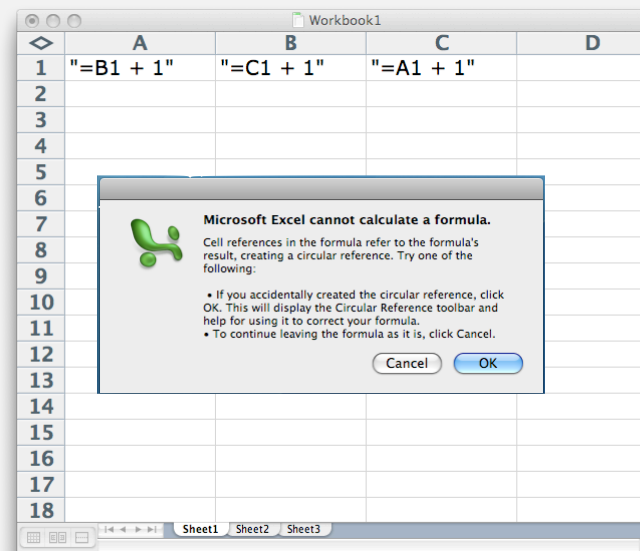 Workbook1
A B C D
1 "=B1 + 1" "=C1 + 1" "=A1 + 1"
2
3
4
5
6
7
8
9
10
11
12
13
14
15
16
17
18
Microsoft Excel cannot calculate a formula.
Cell references in the formula refer to the formula's
result, creating a circular reference. Try one of the
following:
• If you accidentally created the circular reference, click
OK. This will display the Circular Reference toolbar and
help for using it to correct your formula.
• To continue leaving the formula as it is, click Cancel.
Cancel OK
Sheet1 Sheet2 Sheet3